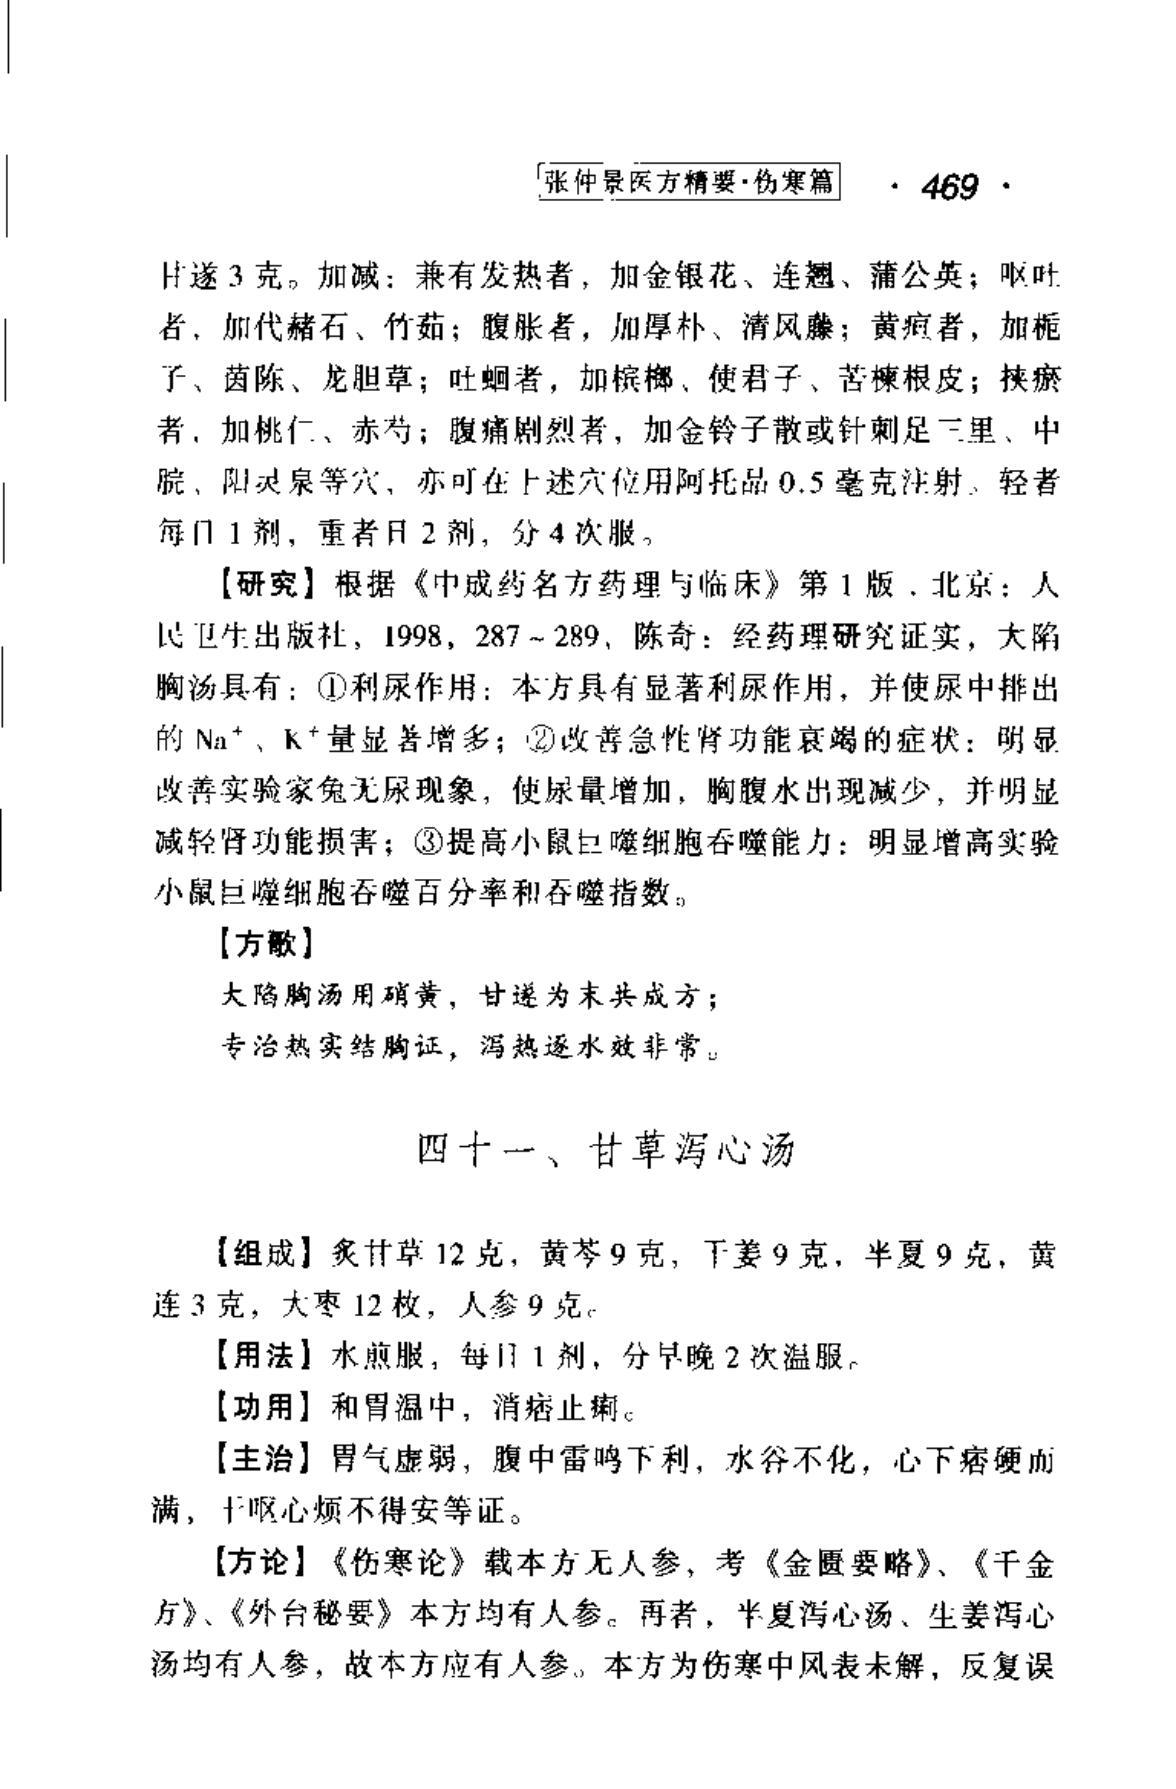 张仲景医方精要·伤寒篇 · 469 ·
甘遂 3 克。加减：兼有发热者，加金银花、连翘、蒲公英；呕吐
者，加代赭石、竹茹；腹胀者，加厚朴、清风藤；黄疸者，加栀
子、茵陈、龙胆草；吐蛔者，加槟榔、使君子、苦楝根皮；挟瘀
者，加桃仁、赤芍；腹痛剧烈者，加金铃子散或针刺足三里、中
脘、阳灵泉等穴，亦可在上述穴位用阿托品 0.5 毫克注射。轻者
每日 1 剂，重者日 2 剂，分 4 次服。
【研究】根据《中成药名方药理与临床》第 1 版．北京：人
民卫生出版社，1998，287～289，陈奇：经药理研究证实，大陷
胸汤具有：①利尿作用：本方具有显著利尿作用，并使尿中排出
的 Na⁺、K⁺量显著增多；②改善急性肾功能衰竭的症状：明显
改善实验家兔无尿现象，使尿量增加，胸腹水出现减少，并明显
减轻肾功能损害；③提高小鼠巨噬细胞吞噬能力：明显增高实验
小鼠巨噬细胞吞噬百分率和吞噬指数。
【方歌】
大陷胸汤用硝黄，甘遂为末共成方；
专治热实结胸证，泻热逐水效非常。
四十一、甘草泻心汤
【组成】炙甘草 12 克，黄芩 9 克，干姜 9 克，半夏 9 克，黄
连 3 克，大枣 12 枚，人参 9 克。
【用法】水煎服，每日 1 剂，分早晚 2 次温服。
【功用】和胃温中，消痞止痢。
【主治】胃气虚弱，腹中雷鸣下利，水谷不化，心下痞硬而
满，干呕心烦不得安等证。
【方论】《伤寒论》载本方无人参，考《金匮要略》、《千金
方》、《外台秘要》本方均有人参。再者，半夏泻心汤、生姜泻心
汤均有人参，故本方应有人参。本方为伤寒中风表未解，反复误